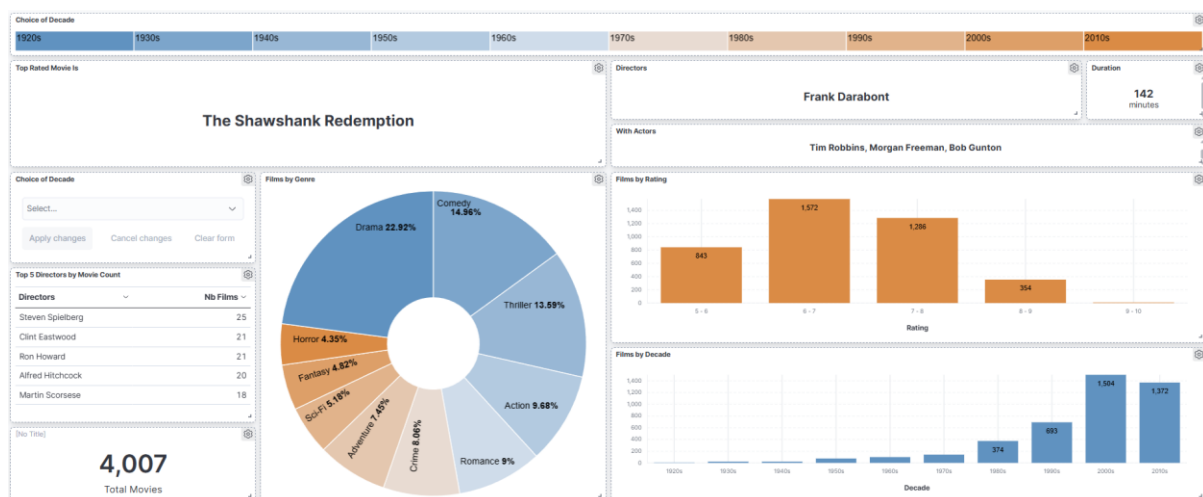 Choice of Decade
1920s 1930s 1940s 1950s 1960s 1970s 1980s 1990s 2000s 2010s
Top Rated Movie Is
The Shawshank Redemption
Directors
Frank Darabont
Duration
142
minutes
With Actors
Tim Robbins, Morgan Freeman, Bob Gunton
Choice of Decade
Select...
Apply changes Cancel changes Clear form
Top 5 Directors by Movie Count
Directors Nb Films
Steven Spielberg 25
Clint Eastwood 21
Ron Howard 21
Alfred Hitchcock 20
Martin Scorsese 18
[No Title]
4,007
Total Movies
Films by Genre
Comedy
14.96%
Drama 22.92%
Thriller 13.59%
Horror 4.35%
Fantasy 4.82%
Sci-Fi 5.18%
Action 9.68%
Adventure 7.45%
Crime 8.06%
Romance 9%
Films by Rating
1,400
1,200
1,000
800
600
400
200
0
843
1,572
1,286
354
5 - 6 6 - 7 7 - 8 8 - 9 9 - 10
Rating
Films by Decade
1,400
1,200
1,000
800
600
400
200
0
374
693
1,504
1,372
1920s 1930s 1940s 1950s 1960s 1970s 1980s 1990s 2000s 2010s
Decade